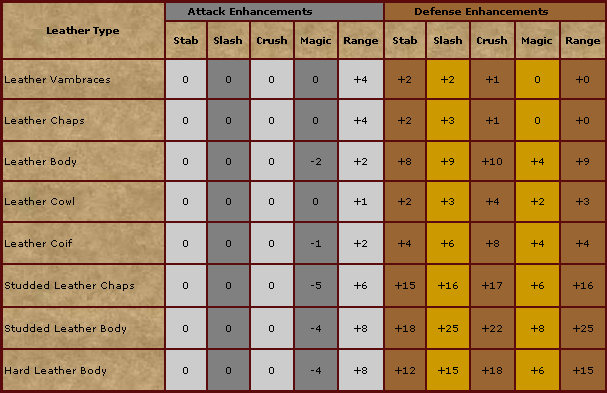 Leather Type Attack Enhancements Defense Enhancements
Stab Slash Crush Magic Range Stab Slash Crush Magic Range
Leather Vambraces 0 0 0 0 +4 +2 +2 +1 0 +0
Leather Chaps 0 0 0 0 +4 +2 +3 +1 0 +0
Leather Body 0 0 0 -2 +2 +8 +9 +10 +4 +9
Leather Cowl 0 0 0 0 +1 +2 +3 +4 +2 +3
Leather Coif 0 0 0 -1 +2 +4 +6 +8 +4 +4
Studded Leather Chaps 0 0 0 -5 +6 +15 +16 +17 +6 +16
Studded Leather Body 0 0 0 -4 +8 +18 +25 +22 +8 +25
Hard Leather Body 0 0 0 -4 +8 +12 +15 +18 +6 +15